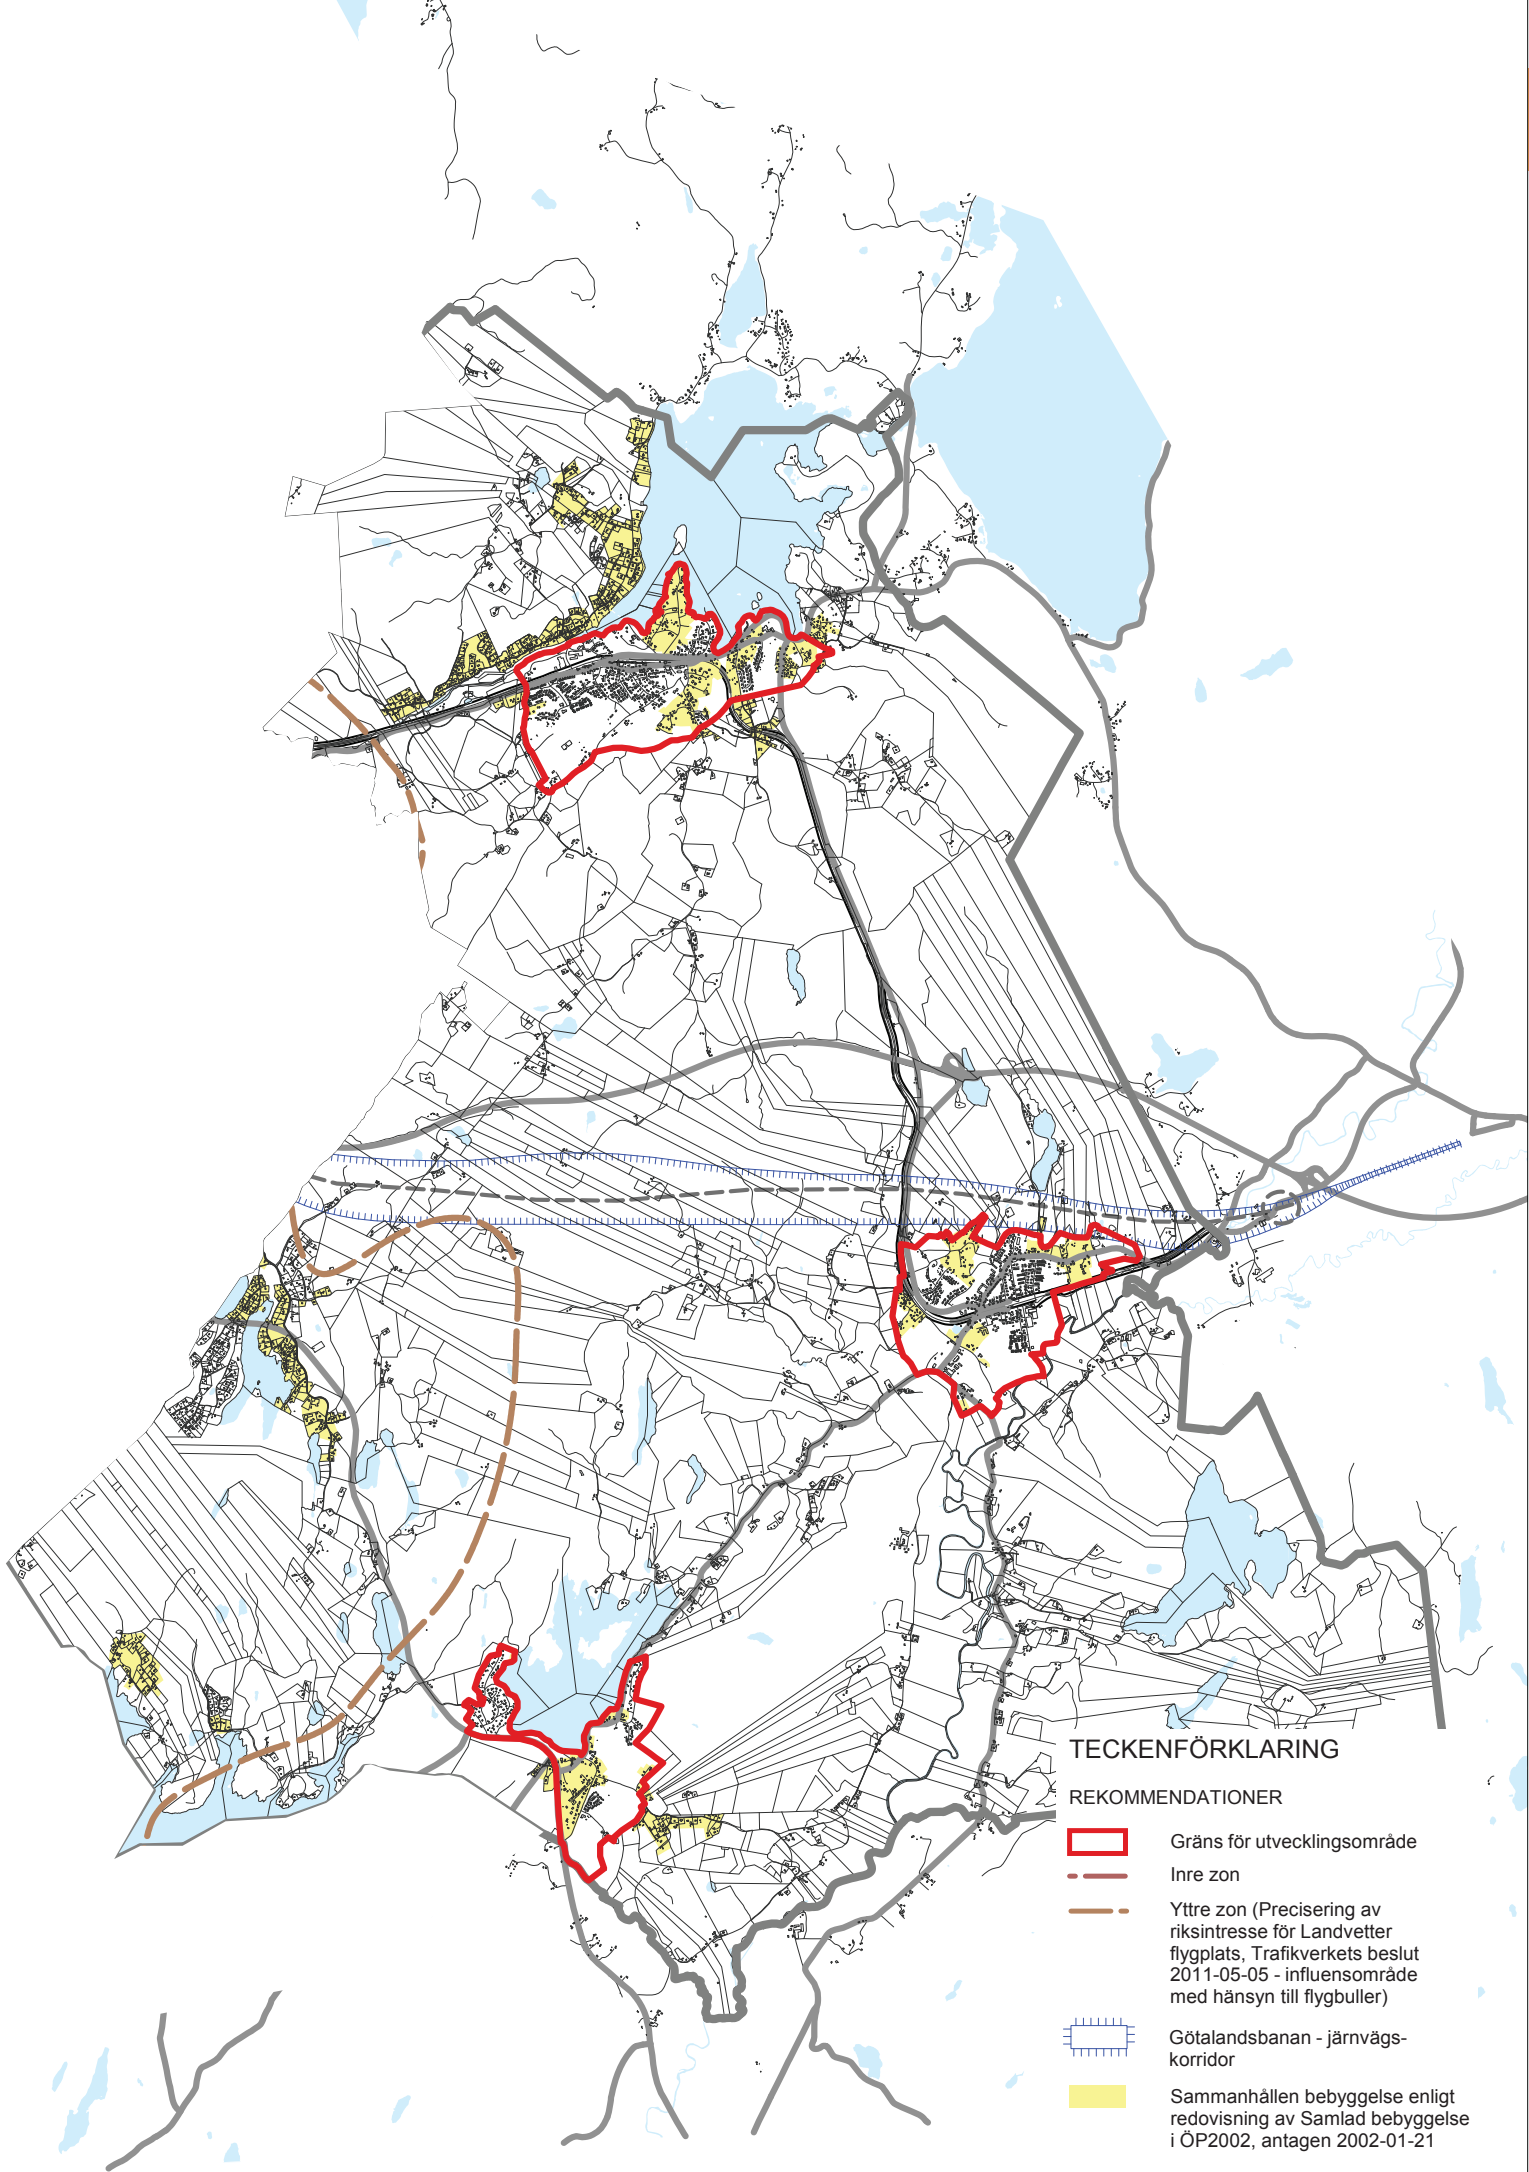 TECKENFÖRKLARING
REKOMMENDATIONER
Gräns för utvecklingsområde
Inre zon
Yttre zon (Precisering av
riksintresse för Landvetter
flygplats, Trafikverkets beslut
2011-05-05 - influensområde
med hänsyn till flygbuller)
Götalandsbanan - järnvägs-
korridor
Sammanhållen bebyggelse enligt
redovisning av Samlad bebyggelse
i ÖP2002, antagen 2002-01-21